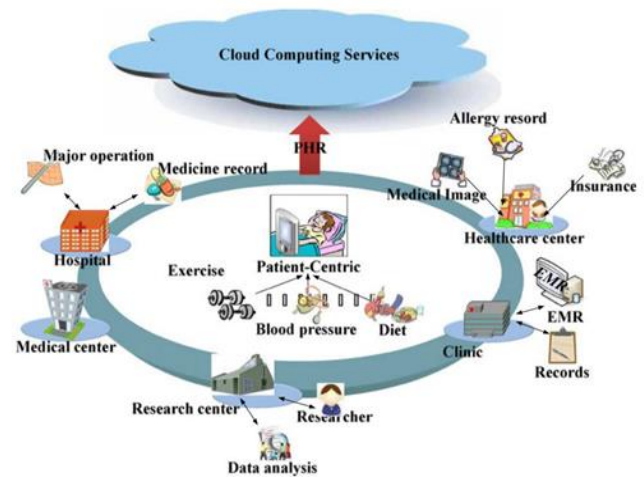 Cloud Computing Services
PHR
Allergy resord
Major operation
Medicine record
Medical Image
Insurance
Hospital
Healthcare center
Exercise
Patient-Centric
EMR
Blood pressure
Diet
EMR
Medical center
Clinic
Records
Research center
Researcher
Data analysis